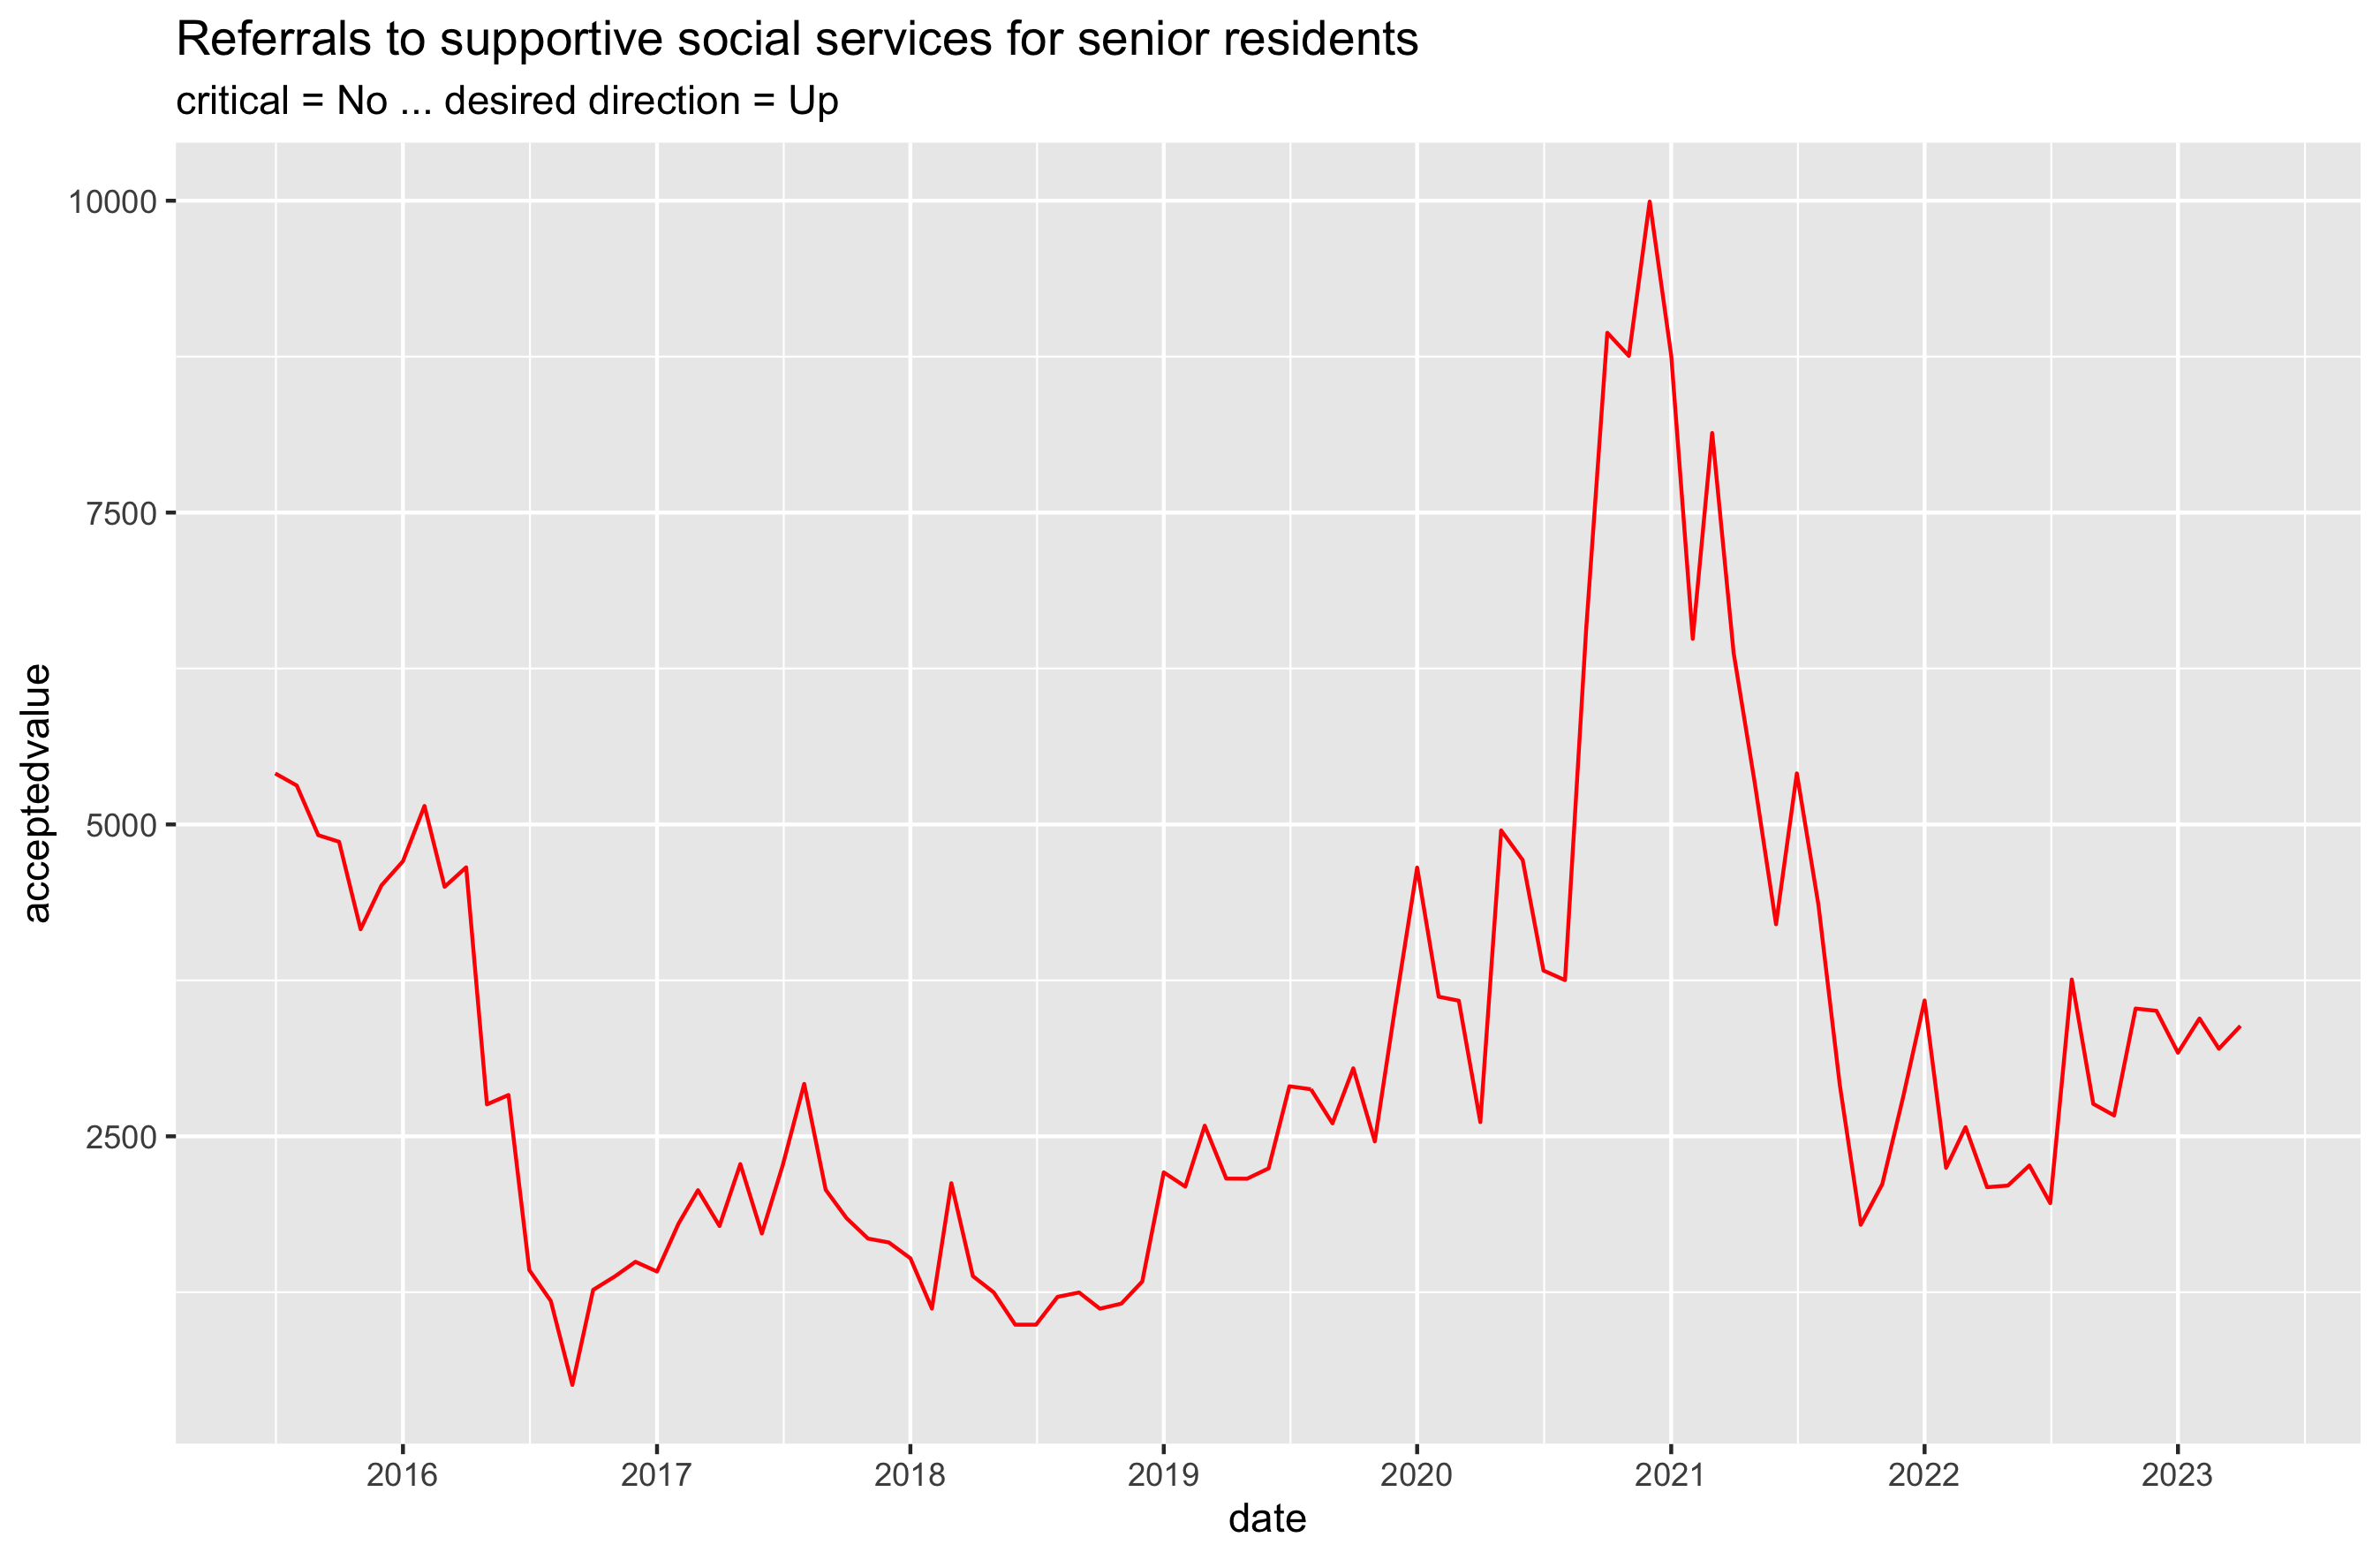 Referrals to supportive social services for senior residents
critical = No ... desired direction = Up
acceptedvalue
10000
7500
5000
2500
2016 2017 2018 2019 2020 2021 2022 2023
date